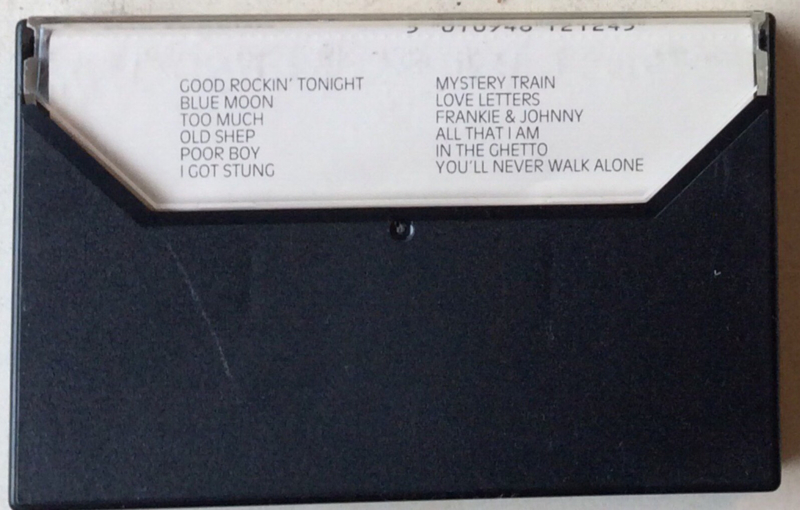 GOOD ROCKIN' TONIGHT
BLUE MOON
TOO MUCH
OLD SHEP
POOR BOY
I GOT STUNG
MYSTERY TRAIN
LOVE LETTERS
FRANKIE & JOHNNY
ALL THAT I AM
IN THE GHETTO
YOU'LL NEVER WALK ALONE